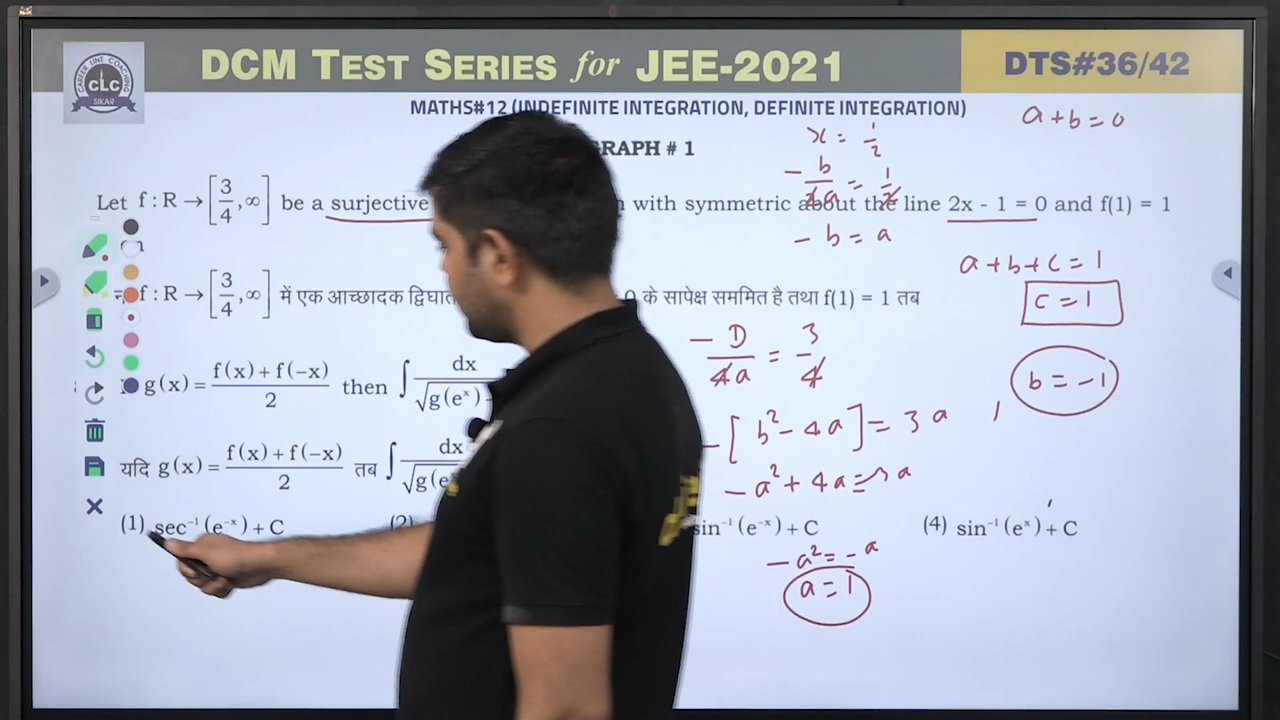 DCM TEST SERIES for JEE-2021
DTS#36/42
CAREER LINE COACHING
CLC
SIKAR
MATHS#12 (INDEFINITE INTEGRATION, DEFINITE INTEGRATION)
GRAPH # 1
Let f : R → [3/4, ∞] be a surjective with symmetric about the line 2x - 1 = 0 and f(1) = 1
f : R → [3/4, ∞] में एक आच्छादक द्विघात 0 के सापेक्ष सममित है तथा f(1) = 1 तब
g(x) = (f(x) + f(−x))/2 then ∫ dx/√g(eˣ)
यदि g(x) = (f(x) + f(−x))/2 तब ∫ dx/√g(e
(1) sec⁻¹(e⁻ˣ) + C
(2)
sin⁻¹(e⁻ˣ) + C
(4) sin⁻¹(eˣ) + C
x = 1/2
− b/2a = 1/2
− b = a
a + b = 0
a + b + c = 1
c = 1
b = −1
− D/4a = 3/4
− [b² − 4a] = 3a
− a² + 4a = 3a
− a² = − a
a = 1